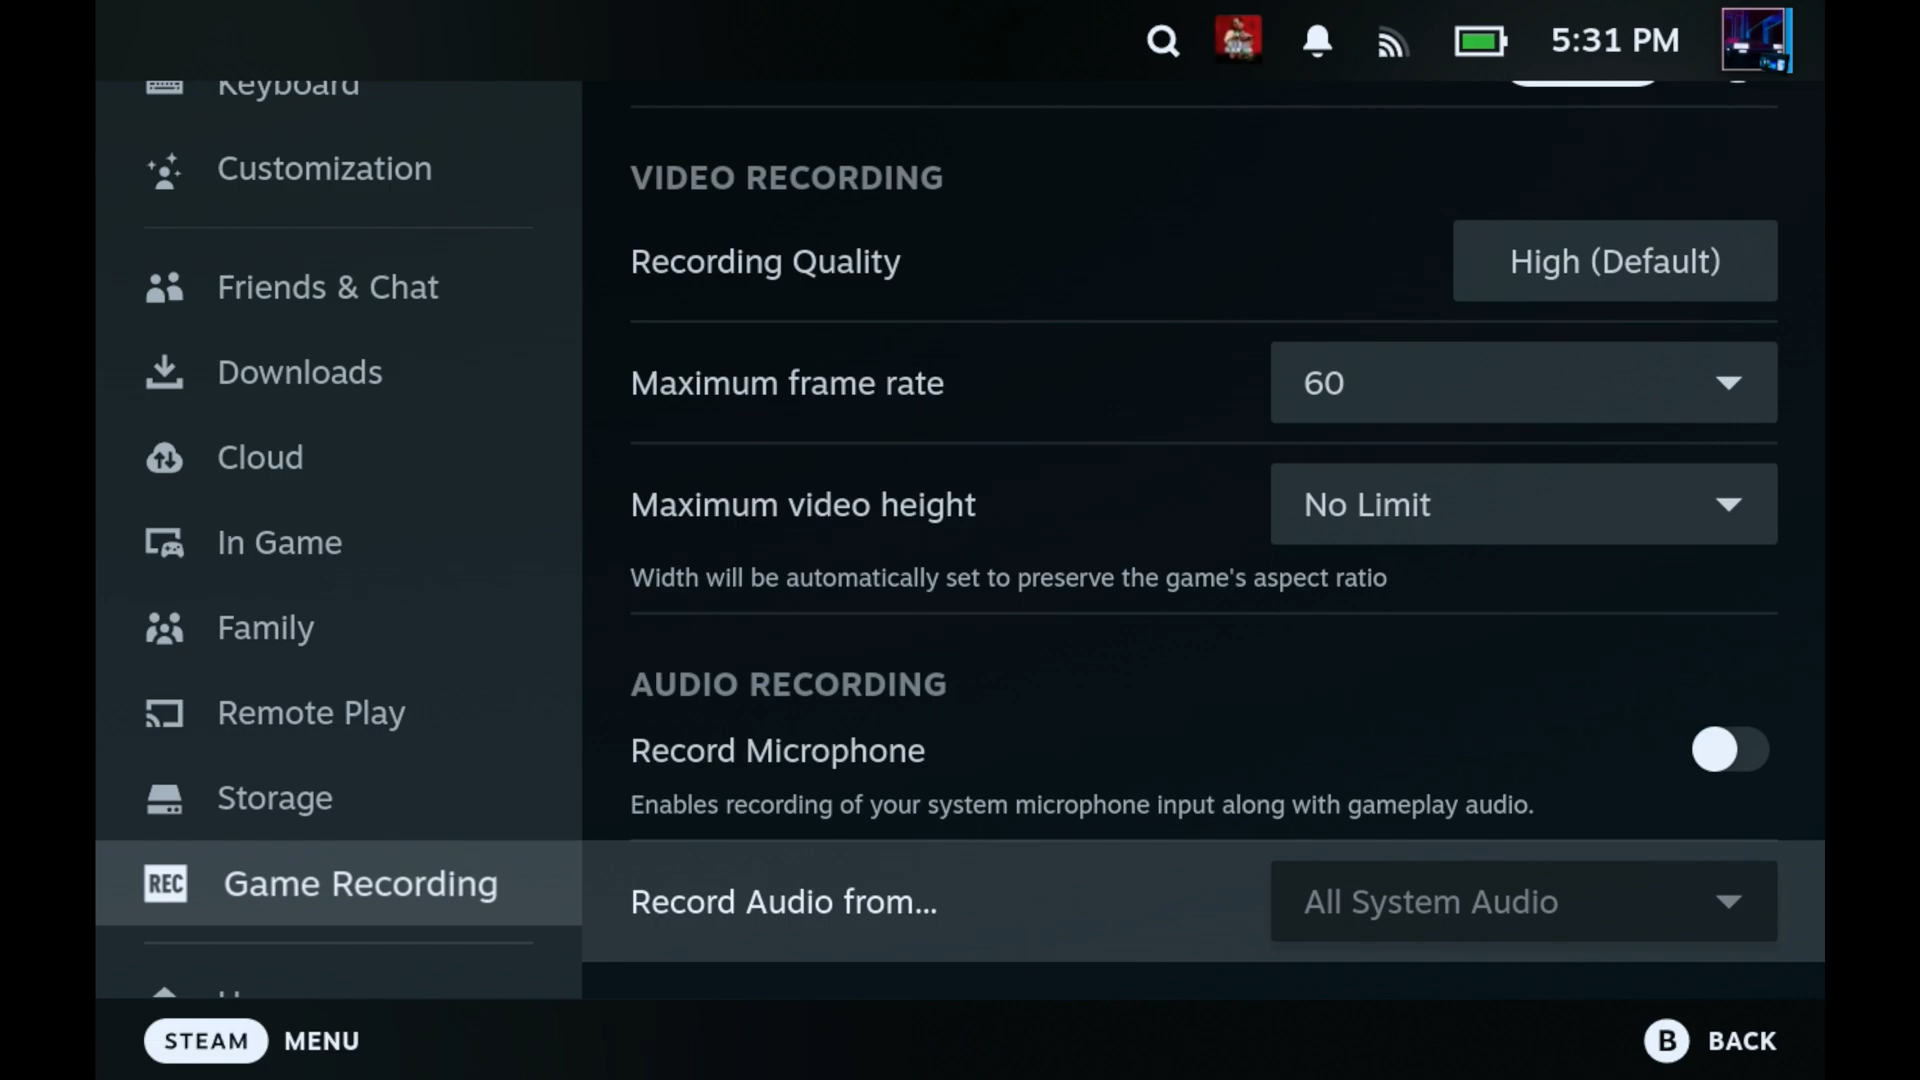 5:31 PM
Keyboard
Customization
Friends & Chat
Downloads
Cloud
In Game
Family
Remote Play
Storage
REC Game Recording
VIDEO RECORDING
Recording Quality High (Default)
Maximum frame rate 60
Maximum video height No Limit
Width will be automatically set to preserve the game's aspect ratio
AUDIO RECORDING
Record Microphone
Enables recording of your system microphone input along with gameplay audio.
Record Audio from... All System Audio
STEAM MENU
B BACK